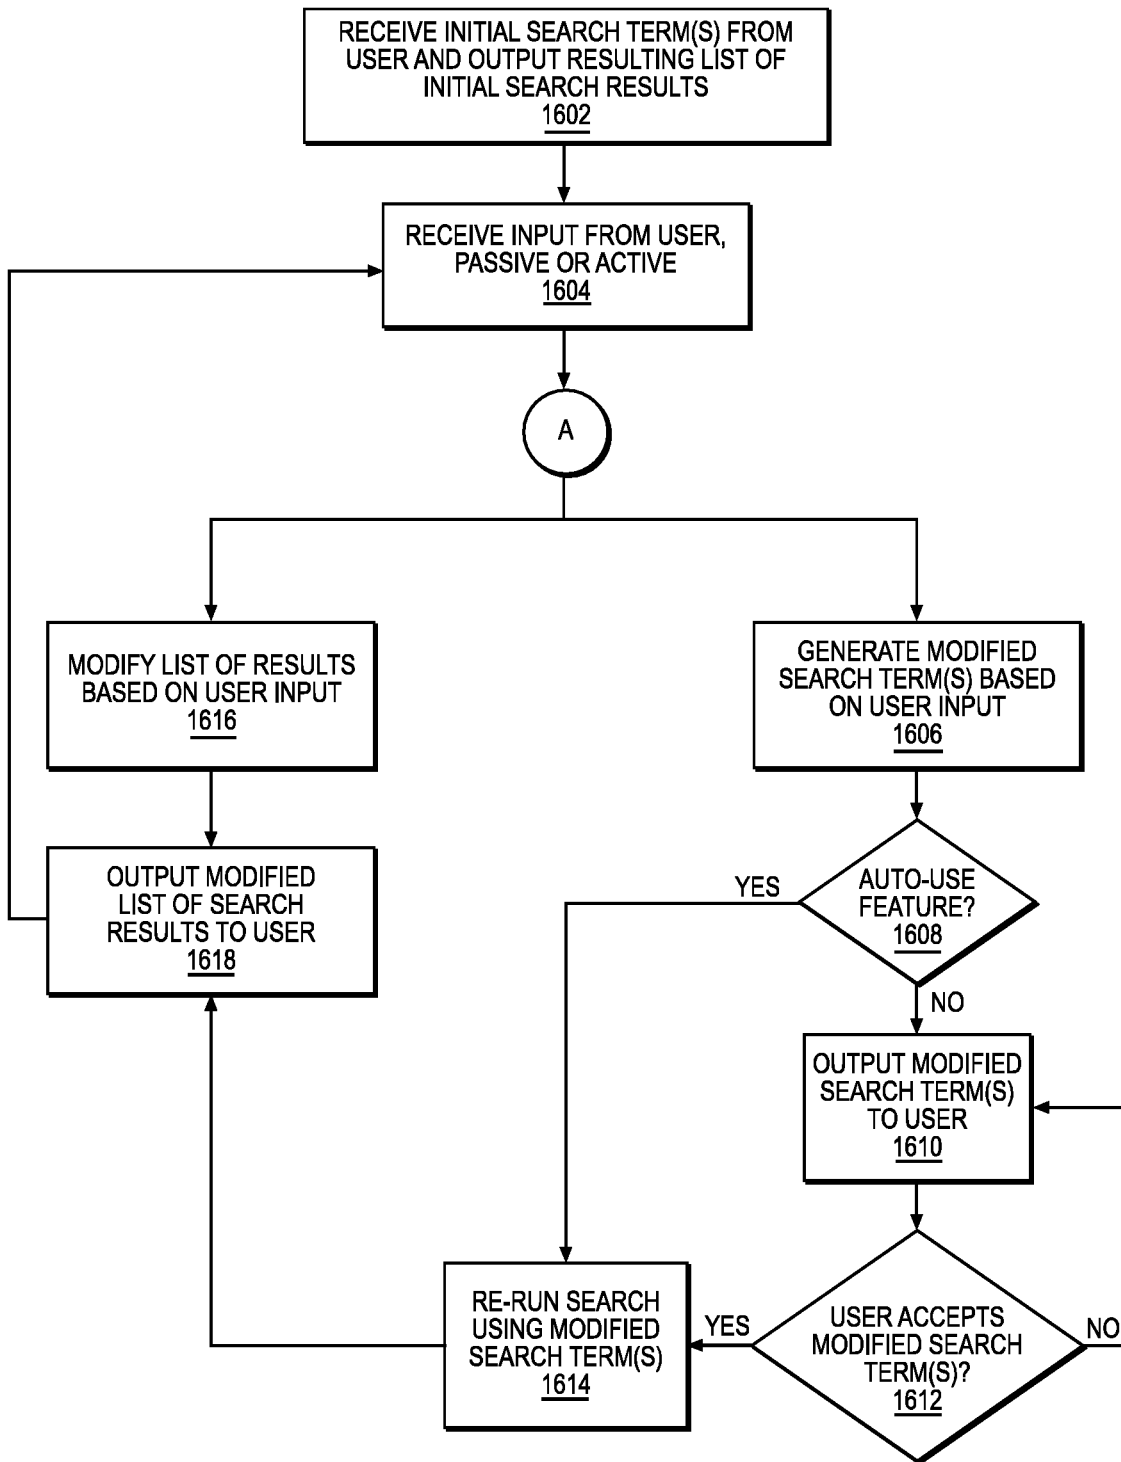 RECEIVE INITIAL SEARCH TERM(S) FROM
USER AND OUTPUT RESULTING LIST OF
INITIAL SEARCH RESULTS
1602
RECEIVE INPUT FROM USER,
PASSIVE OR ACTIVE
1604
A
MODIFY LIST OF RESULTS
BASED ON USER INPUT
1616
GENERATE MODIFIED
SEARCH TERM(S) BASED
ON USER INPUT
1606
OUTPUT MODIFIED
LIST OF SEARCH
RESULTS TO USER
1618
YES
AUTO-USE
FEATURE?
1608
NO
OUTPUT MODIFIED
SEARCH TERM(S)
TO USER
1610
RE-RUN SEARCH
USING MODIFIED
SEARCH TERM(S)
1614
YES
USER ACCEPTS
MODIFIED SEARCH
TERM(S)?
1612
NO